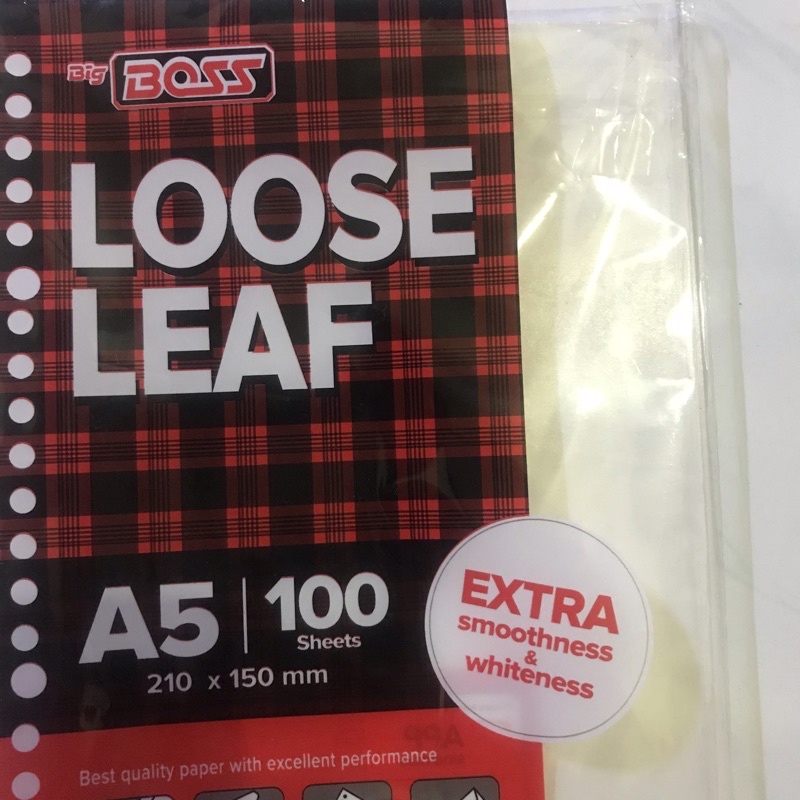 Big BOSS
LOOSE
LEAF
A5 | 100
Sheets
210 x 150 mm
EXTRA
smoothness
&
whiteness
Best quality paper with excellent performance